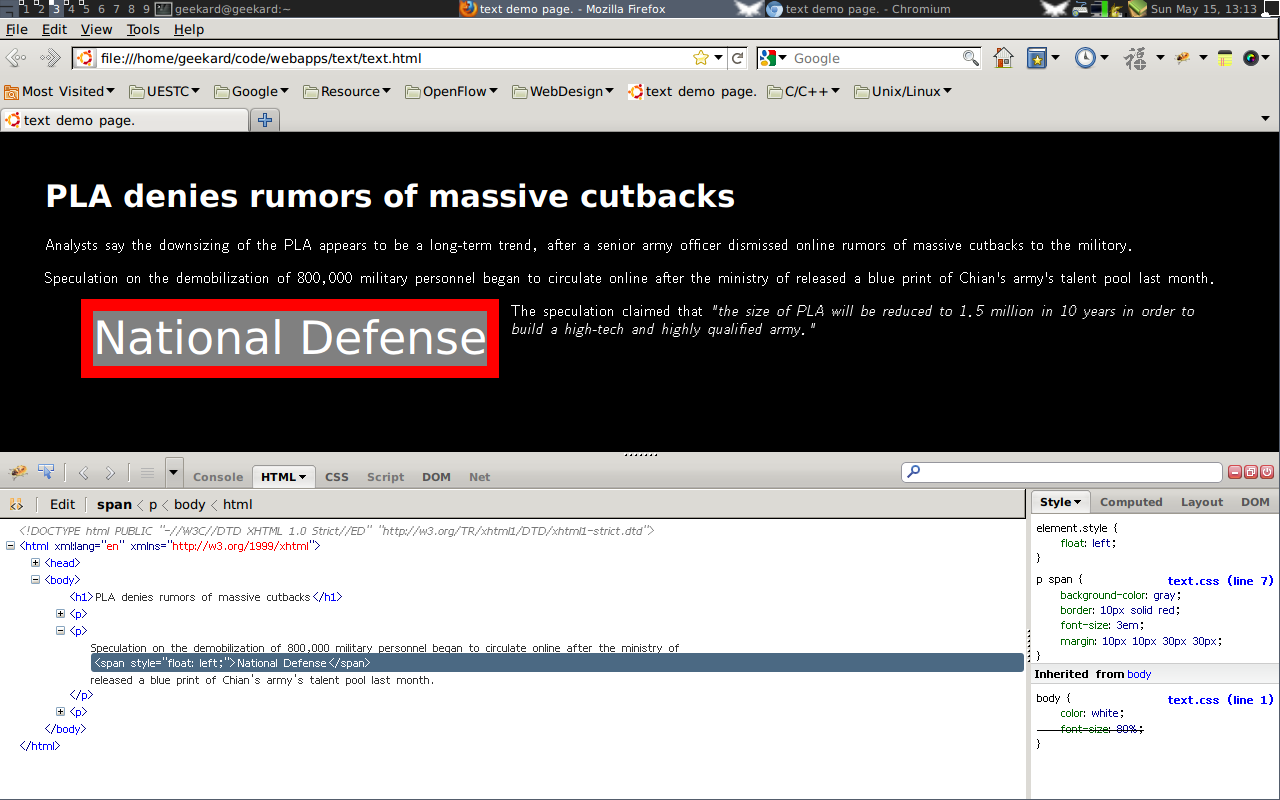 1 2 3 4 5 6 7 8 9 geekard@geekard:~ text demo page. - Mozilla Firefox text demo page. - Chromium Sun May 15, 13:13
File Edit View Tools Help
file:///home/geekard/code/webapps/text/text.html Google 福
Most Visited UESTC Google Resource OpenFlow WebDesign text demo page. C/C++ Unix/Linux
text demo page.
PLA denies rumors of massive cutbacks
Analysts say the downsizing of the PLA appears to be a long-term trend, after a senior army officer dismissed online rumors of massive cutbacks to the military.
Speculation on the demobilization of 800,000 military personnel began to circulate online after the ministry of released a blue print of Chian's army's talent pool last month.
National Defense
The speculation claimed that "the size of PLA will be reduced to 1.5 million in 10 years in order to
build a high-tech and highly qualified army."
Console HTML CSS Script DOM Net
Edit span < p < body < html
<!DOCTYPE html PUBLIC "-//W3C//DTD XHTML 1.0 Strict//ED" "http://w3.org/TR/xhtml1/DTD/xhtml1-strict.dtd">
<html xml:lang="en" xmlns="http://w3.org/1999/xhtml">
<head>
<body>
<h1>PLA denies rumors of massive cutbacks</h1>
<p>
<p>
Speculation on the demobilization of 800,000 military personnel began to circulate online after the ministry of
<span style="float: left;">National Defense</span>
released a blue print of Chian's army's talent pool last month.
</p>
<p>
</body>
</html>
Style Computed Layout DOM
element.style {
float: left;
}
p span { text.css (line 7)
background-color: gray;
border: 10px solid red;
font-size: 3em;
margin: 10px 10px 30px 30px;
}
Inherited from body
body { text.css (line 1)
color: white;
font-size: 80%;
}